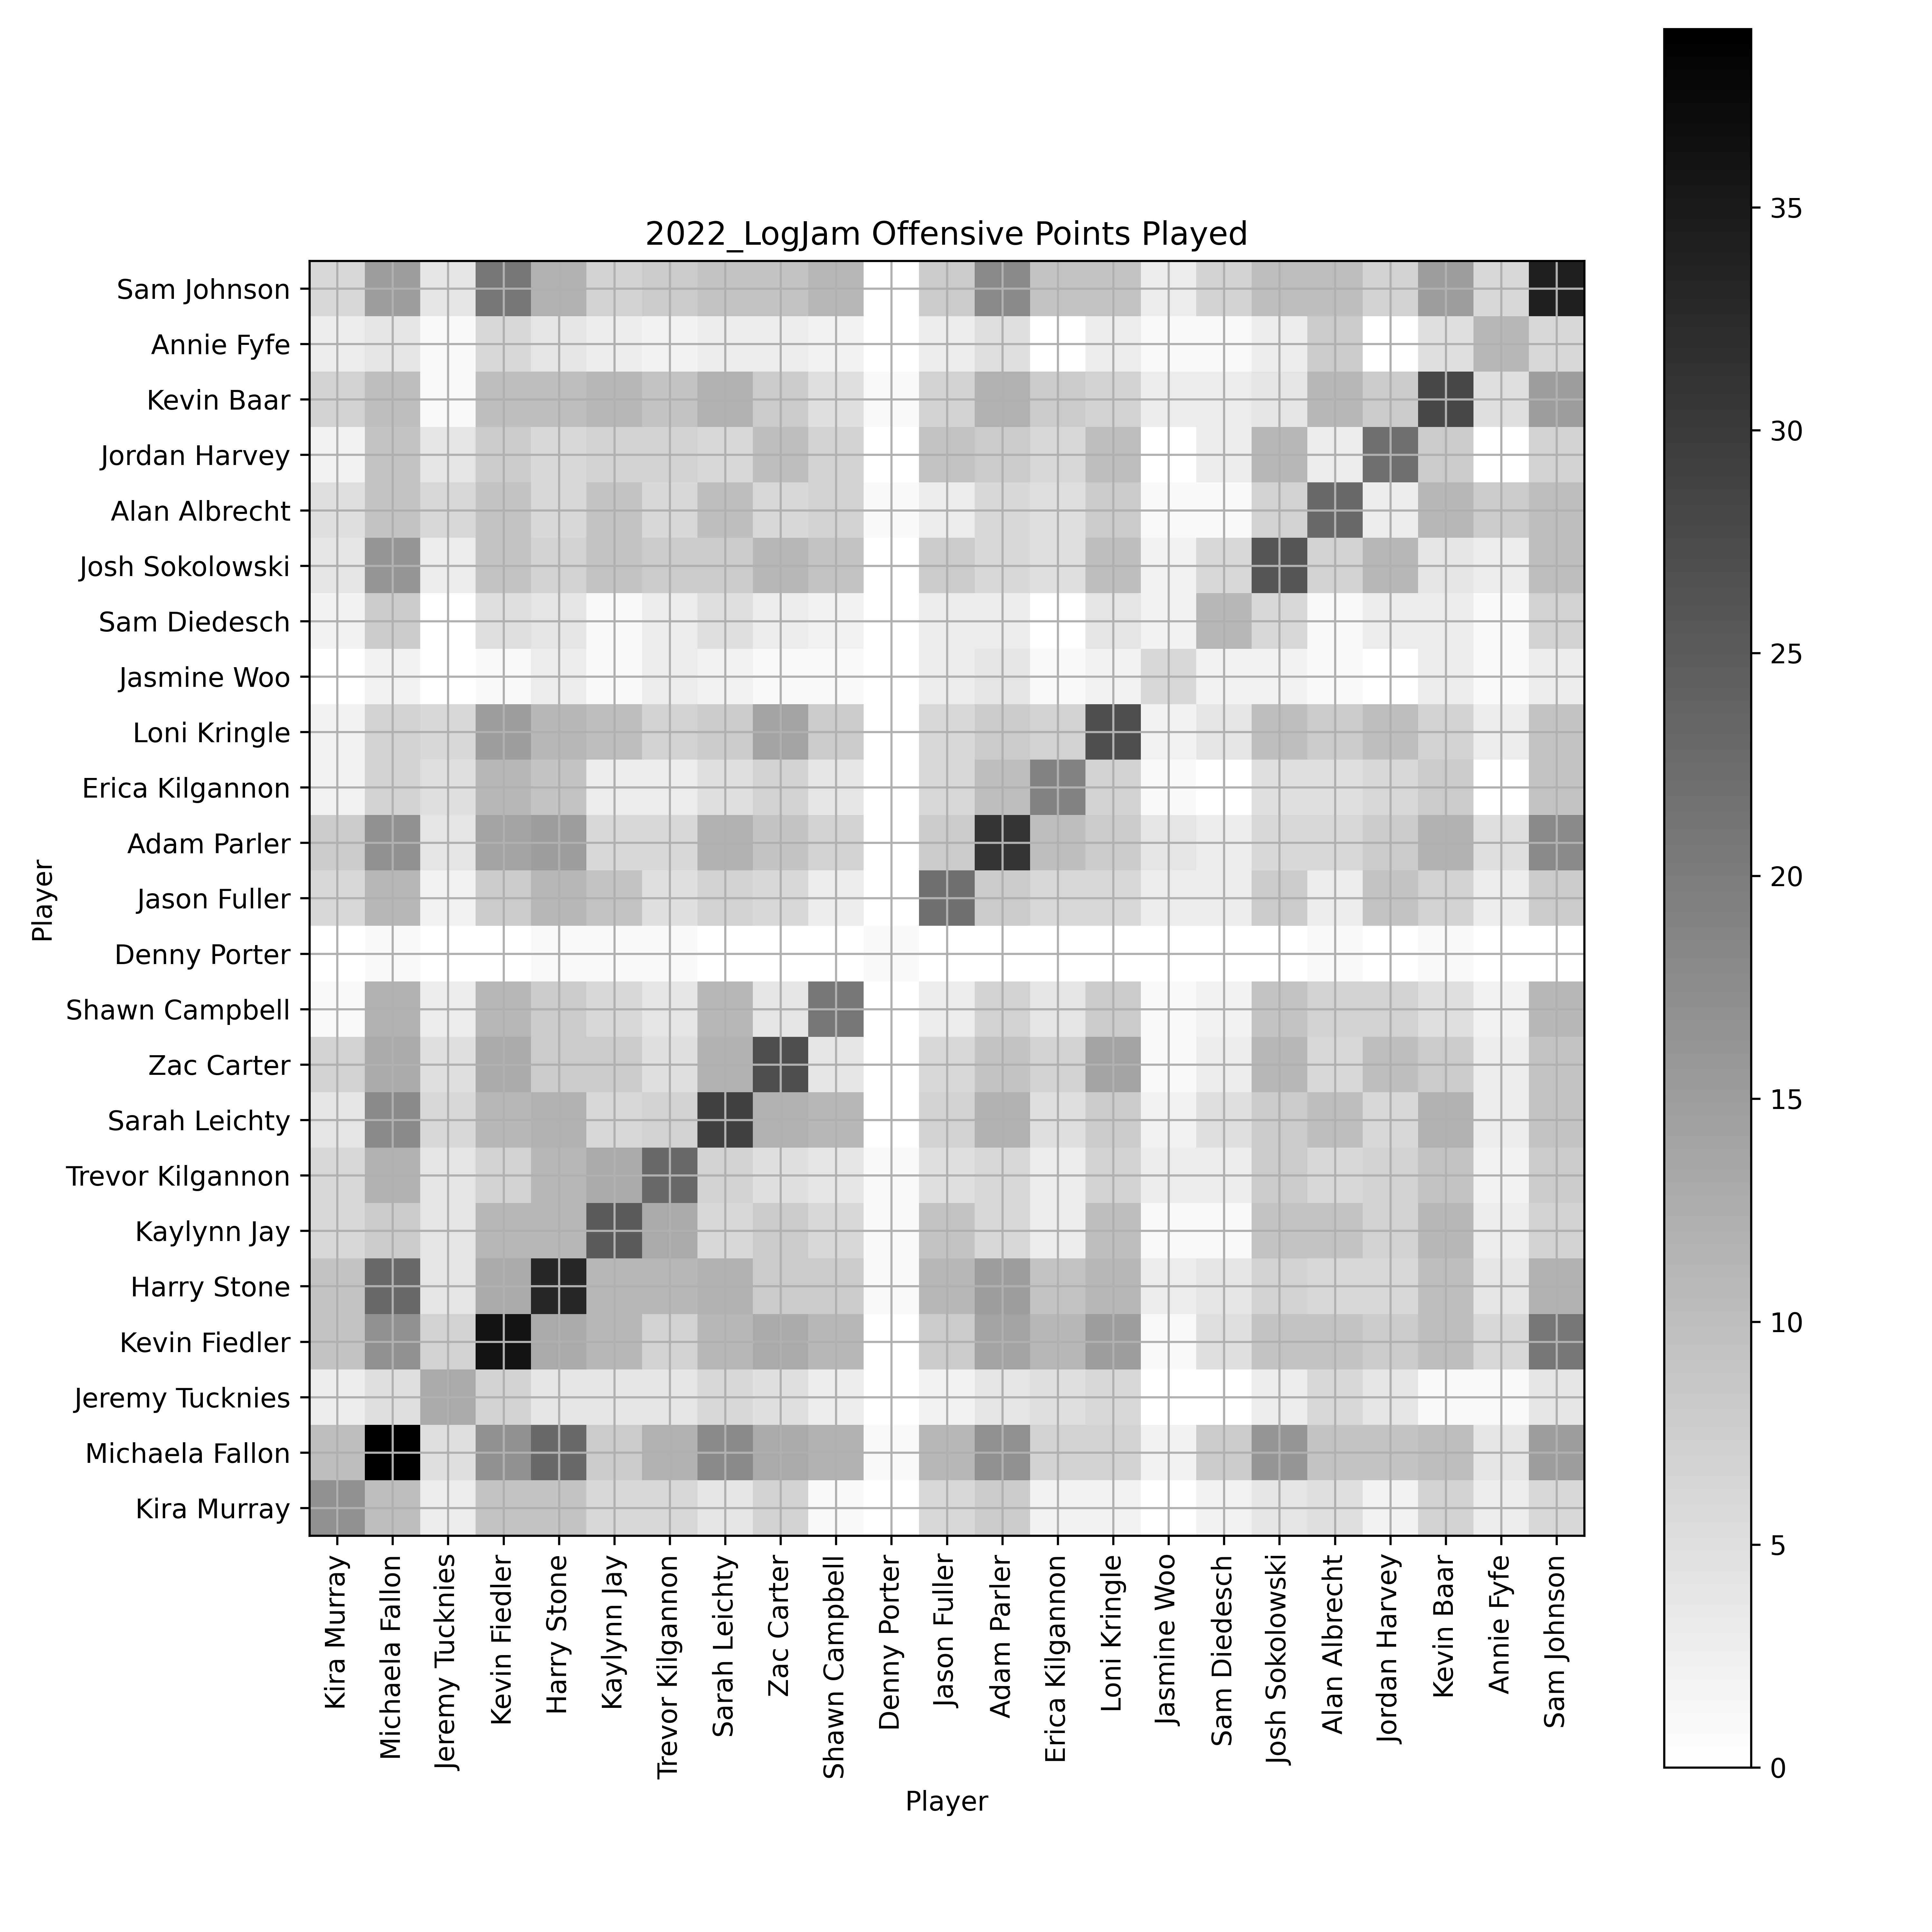 2022_LogJam Offensive Points Played
Sam Johnson
Annie Fyfe
Kevin Baar
Jordan Harvey
Alan Albrecht
Josh Sokolowski
Sam Diedesch
Jasmine Woo
Loni Kringle
Erica Kilgannon
Adam Parler
Jason Fuller
Denny Porter
Shawn Campbell
Zac Carter
Sarah Leichty
Trevor Kilgannon
Kaylynn Jay
Harry Stone
Kevin Fiedler
Jeremy Tucknies
Michaela Fallon
Kira Murray
Player
Kira Murray
Michaela Fallon
Jeremy Tucknies
Kevin Fiedler
Harry Stone
Kaylynn Jay
Trevor Kilgannon
Sarah Leichty
Zac Carter
Shawn Campbell
Denny Porter
Jason Fuller
Adam Parler
Erica Kilgannon
Loni Kringle
Jasmine Woo
Sam Diedesch
Josh Sokolowski
Alan Albrecht
Jordan Harvey
Kevin Baar
Annie Fyfe
Sam Johnson
Player
35
30
25
20
15
10
5
0